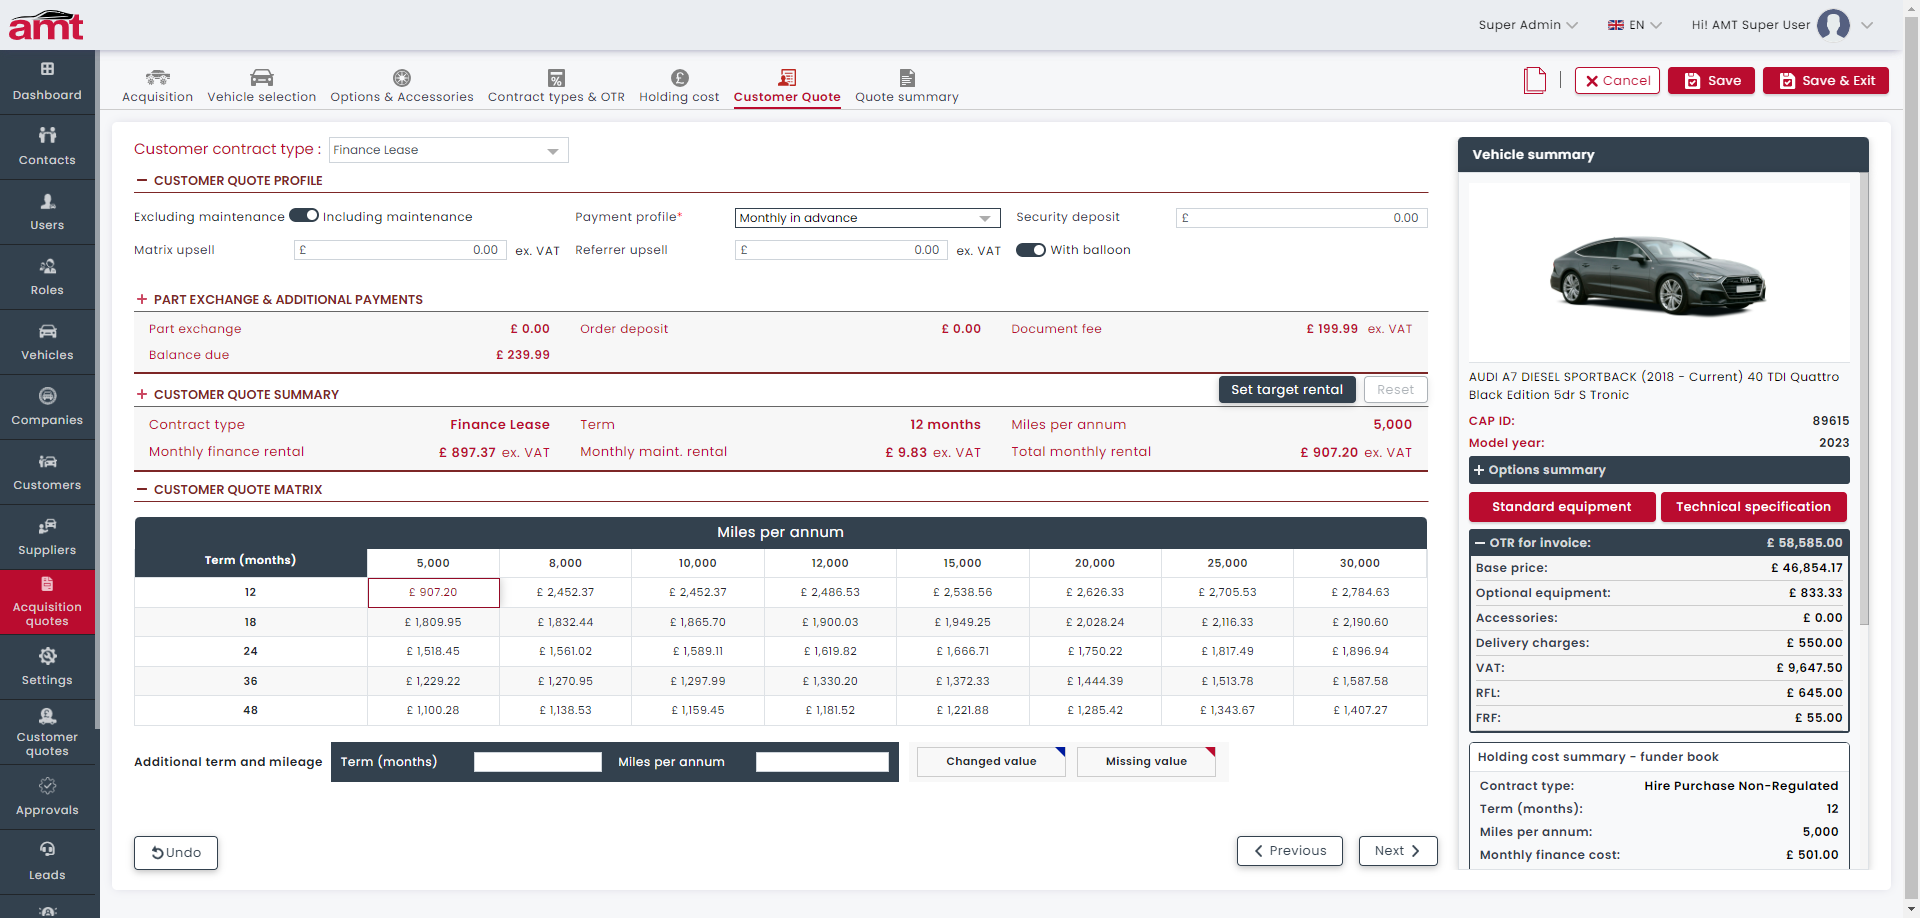 amt
Super Admin
EN
Hi! AMT Super User
Dashboard
Contacts
Users
Roles
Vehicles
Companies
Customers
Suppliers
Acquisition
quotes
Settings
Customer
quotes
Approvals
Leads
Acquisition
Vehicle selection
Options & Accessories
Contract types & OTR
Holding cost
Customer Quote
Quote summary
Cancel
Save
Save & Exit
Customer contract type : Finance Lease
CUSTOMER QUOTE PROFILE
Excluding maintenance Including maintenance Payment profile* Monthly in advance Security deposit £ 0.00
Matrix upsell £ 0.00 ex. VAT Referrer upsell £ 0.00 ex. VAT With balloon
PART EXCHANGE & ADDITIONAL PAYMENTS
Part exchange £ 0.00 Order deposit £ 0.00 Document fee £ 199.99 ex. VAT
Balance due £ 239.99
CUSTOMER QUOTE SUMMARY Set target rental Reset
Contract type Finance Lease Term 12 months Miles per annum 5,000
Monthly finance rental £ 897.37 ex. VAT Monthly maint. rental £ 9.83 ex. VAT Total monthly rental £ 907.20 ex. VAT
CUSTOMER QUOTE MATRIX
Miles per annum
Term (months) 5,000 8,000 10,000 12,000 15,000 20,000 25,000 30,000
12 £ 907.20 £ 2,452.37 £ 2,452.37 £ 2,486.53 £ 2,538.56 £ 2,626.33 £ 2,705.53 £ 2,784.63
18 £ 1,809.95 £ 1,832.44 £ 1,865.70 £ 1,900.03 £ 1,949.25 £ 2,028.24 £ 2,116.33 £ 2,190.60
24 £ 1,518.45 £ 1,561.02 £ 1,589.11 £ 1,619.82 £ 1,666.71 £ 1,750.22 £ 1,817.49 £ 1,896.94
36 £ 1,229.22 £ 1,270.95 £ 1,297.99 £ 1,330.20 £ 1,372.33 £ 1,444.39 £ 1,513.78 £ 1,587.58
48 £ 1,100.28 £ 1,138.53 £ 1,159.45 £ 1,181.52 £ 1,221.88 £ 1,285.42 £ 1,343.67 £ 1,407.27
Additional term and mileage Term (months) Miles per annum Changed value Missing value
Undo
Previous
Next
Vehicle summary
AUDI A7 DIESEL SPORTBACK (2018 - Current) 40 TDI Quattro
Black Edition 5dr S Tronic
CAP ID: 89615
Model year: 2023
Options summary
Standard equipment Technical specification
OTR for invoice: £ 58,585.00
Base price: £ 46,854.17
Optional equipment: £ 833.33
Accessories: £ 0.00
Delivery charges: £ 550.00
VAT: £ 9,647.50
RFL: £ 645.00
FRF: £ 55.00
Holding cost summary - funder book
Contract type: Hire Purchase Non-Regulated
Term (months): 12
Miles per annum: 5,000
Monthly finance cost: £ 501.00